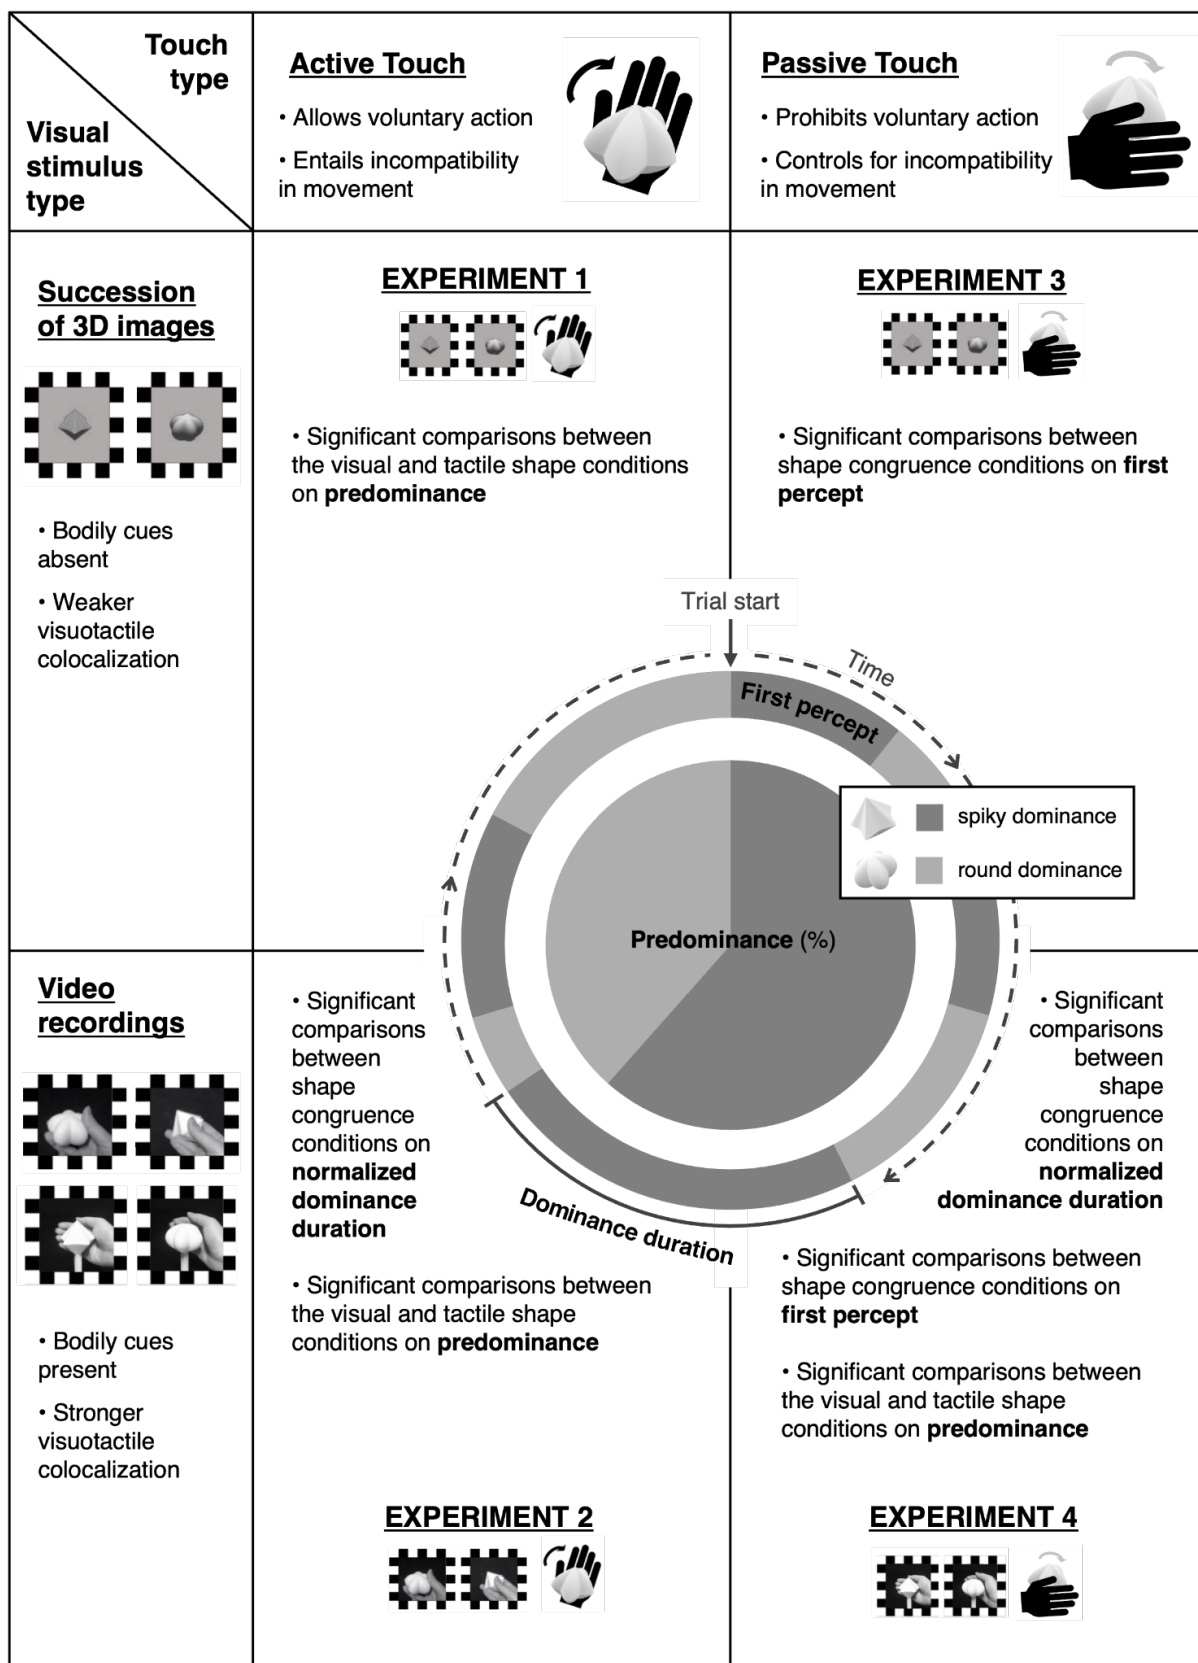 Touch
type
Visual
stimulus
type
Active Touch
• Allows voluntary action
• Entails incompatibility
in movement
Passive Touch
• Prohibits voluntary action
• Controls for incompatibility
in movement
Succession
of 3D images
• Bodily cues
absent
• Weaker
visuotactile
colocalization
EXPERIMENT 1
• Significant comparisons between
the visual and tactile shape conditions
on predominance
EXPERIMENT 3
• Significant comparisons between
shape congruence conditions on first
percept
Trial start
Time
First percept
spiky dominance
round dominance
Predominance (%)
Dominance duration
Video
recordings
• Bodily cues
present
• Stronger
visuotactile
colocalization
• Significant
comparisons
between
shape
congruence
conditions on
normalized
dominance
duration
• Significant comparisons between
the visual and tactile shape
conditions on predominance
EXPERIMENT 2
• Significant
comparisons
between
shape
congruence
conditions on
normalized
dominance duration
• Significant comparisons between
shape congruence conditions on
first percept
• Significant comparisons between
the visual and tactile shape
conditions on predominance
EXPERIMENT 4